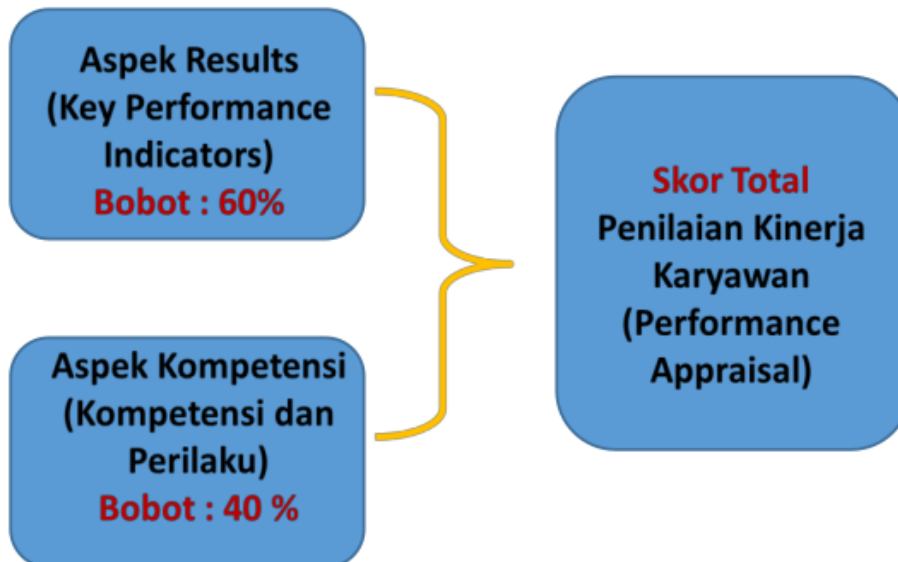 Aspek Results
(Key Performance
Indicators)
Bobot : 60%
Aspek Kompetensi
(Kompetensi dan
Perilaku)
Bobot : 40 %
Skor Total
Penilaian Kinerja
Karyawan
(Performance
Appraisal)